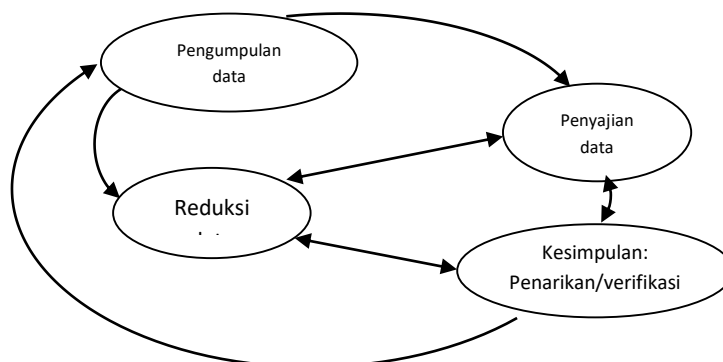 Pengumpulan
data
Penyajian
data
Reduksi
Kesimpulan:
Penarikan/verifikasi